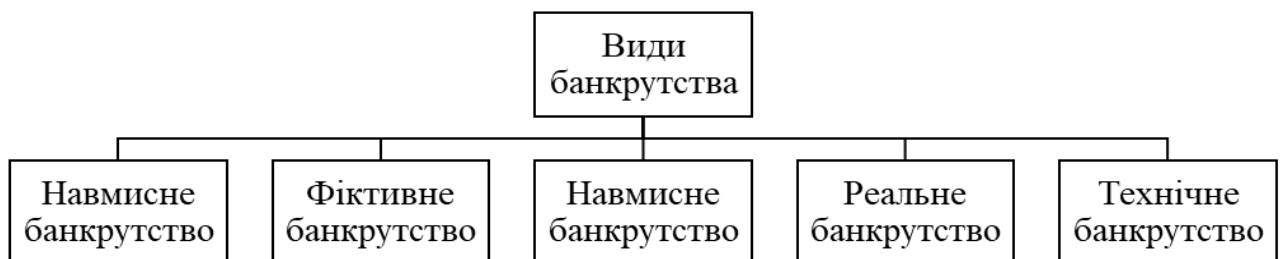 Види
банкрутства
Навмисне
банкрутство
Фіктивне
банкрутство
Навмисне
банкрутство
Реальне
банкрутство
Технічне
банкрутство